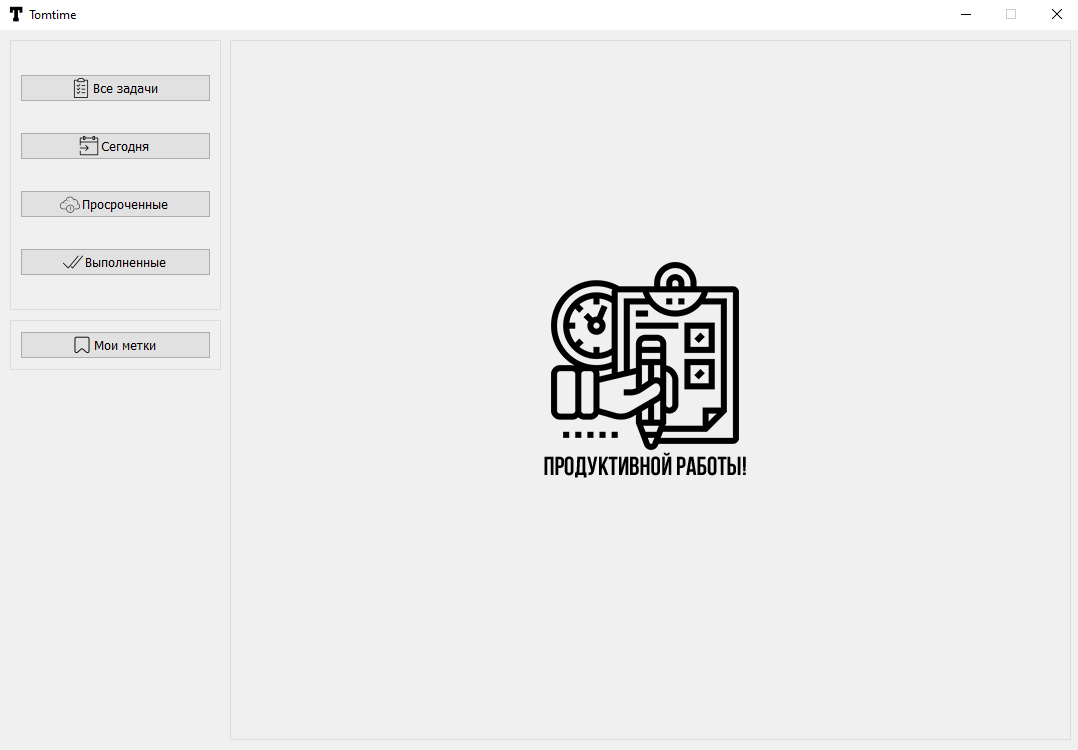 Tomtime
Все задачи
Сегодня
Просроченные
Выполненные
Мои метки
ПРОДУКТИВНОЙ РАБОТЫ!